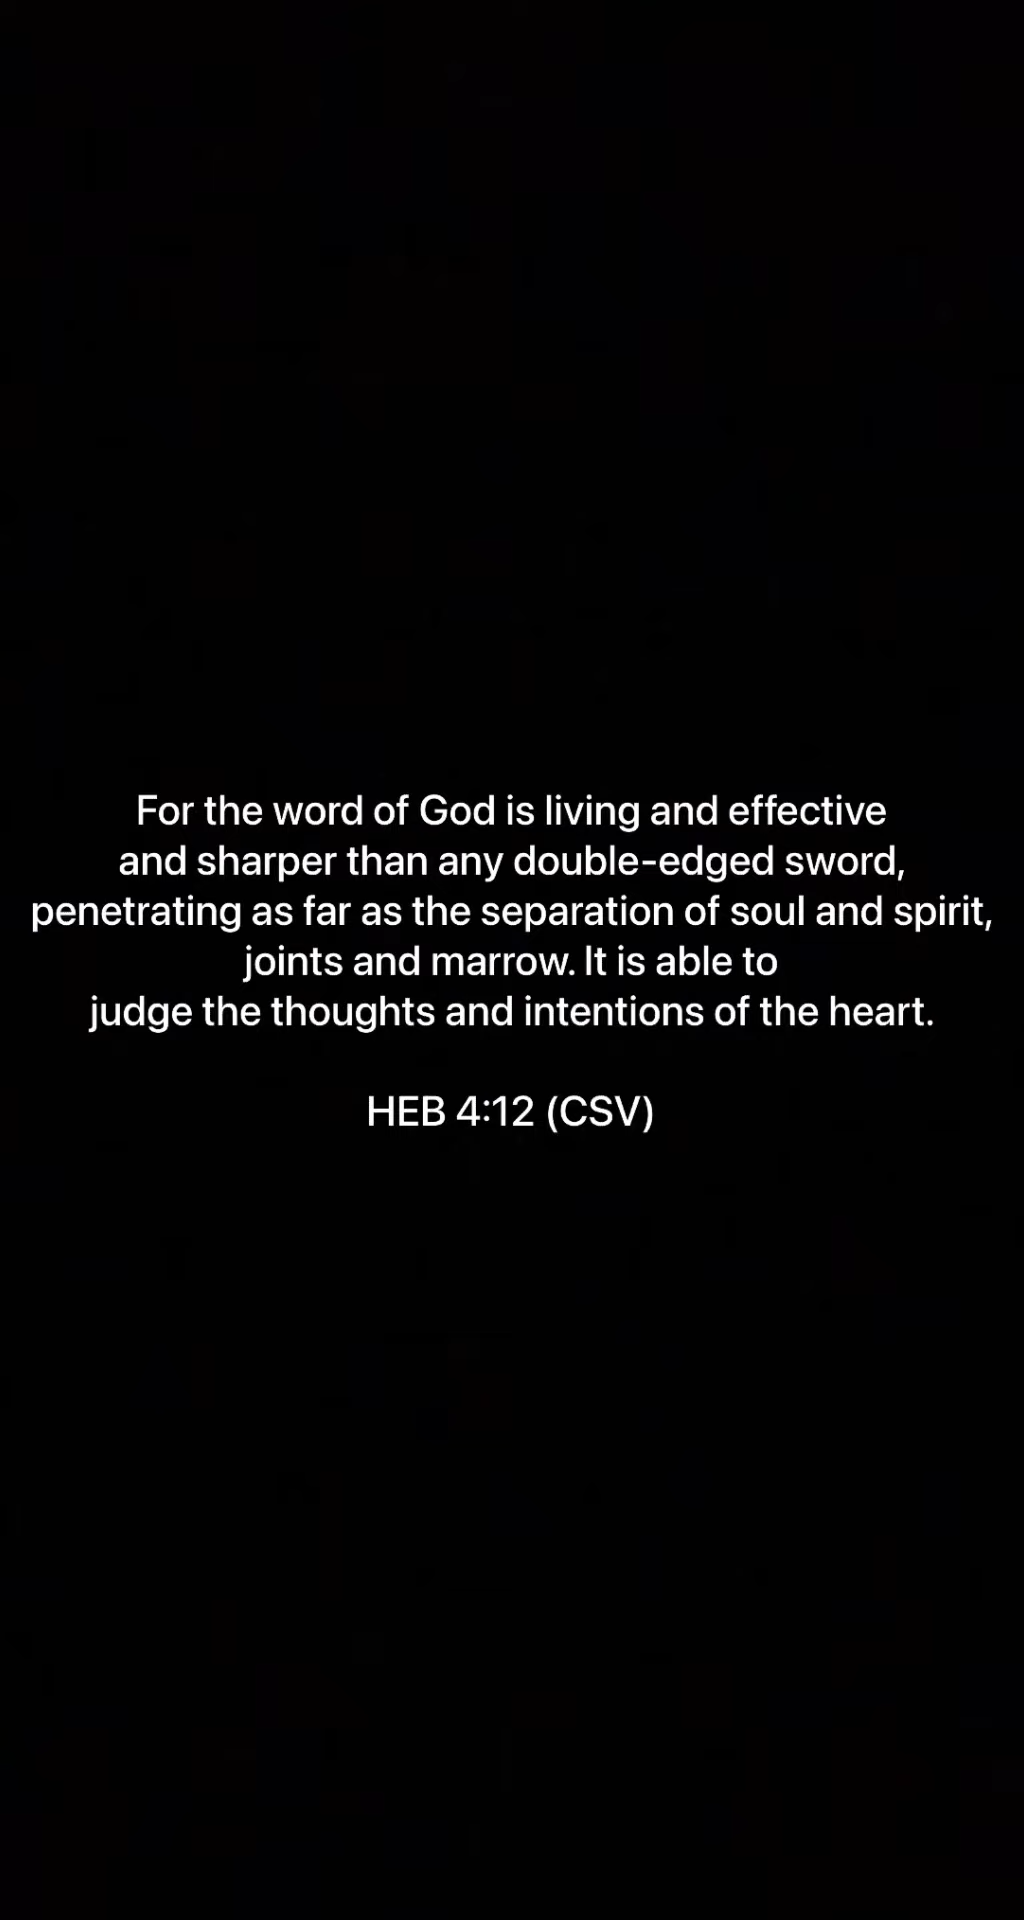 For the word of God is living and effective
and sharper than any double-edged sword,
penetrating as far as the separation of soul and spirit,
joints and marrow. It is able to
judge the thoughts and intentions of the heart.
HEB 4:12 (CSV)